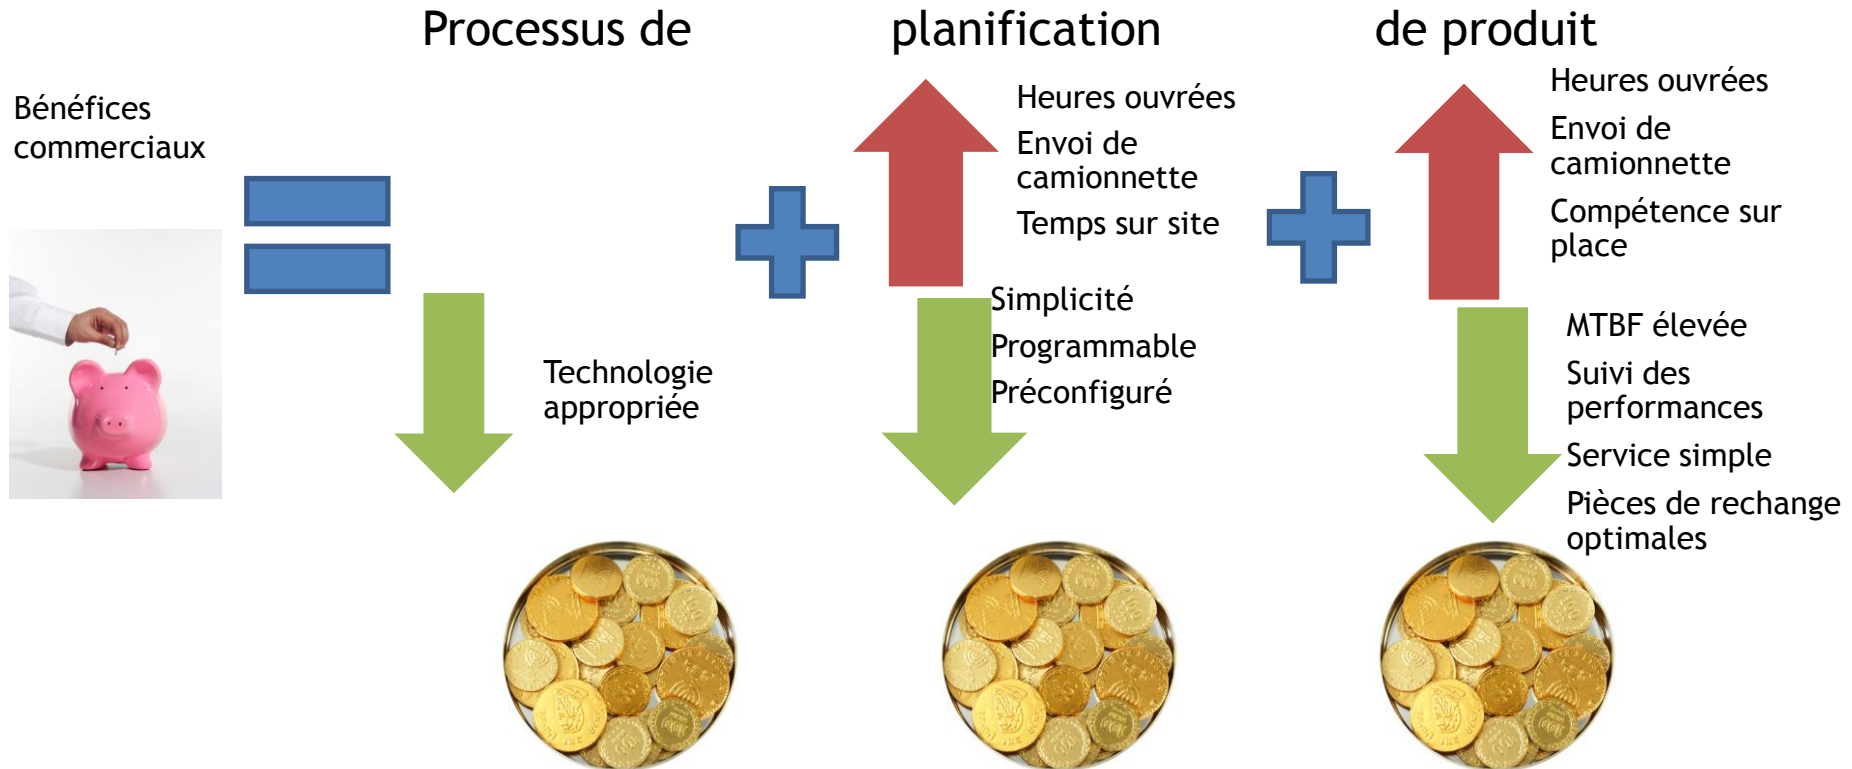 Processus de planification de produit
Bénéfices
commerciaux
Technologie
appropriée
Heures ouvrées
Envoi de
camionnette
Temps sur site
Simplicité
Programmable
Préconfiguré
Heures ouvrées
Envoi de
camionnette
Compétence sur
place
MTBF élevée
Suivi des
performances
Service simple
Pièces de rechange
optimales